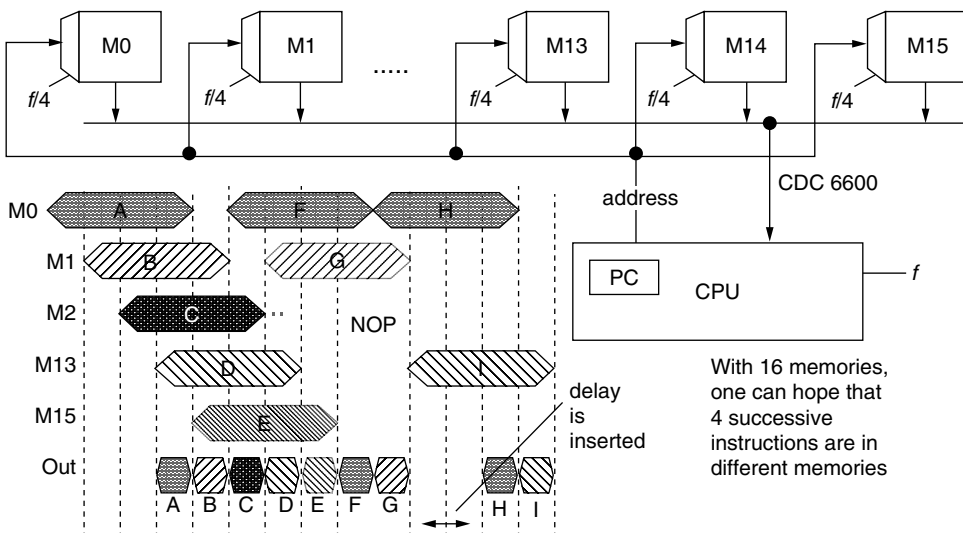 M0 M1 ..... M13 M14 M15
f/4 f/4 f/4 f/4 f/4
CDC 6600
address
M0 A F H
M1 B G
PC
CPU
f
M2 C
NOP
M13 D I
With 16 memories,
one can hope that
4 successive
instructions are in
different memories
delay
is
inserted
M15 E
Out
A B C D E F G H I